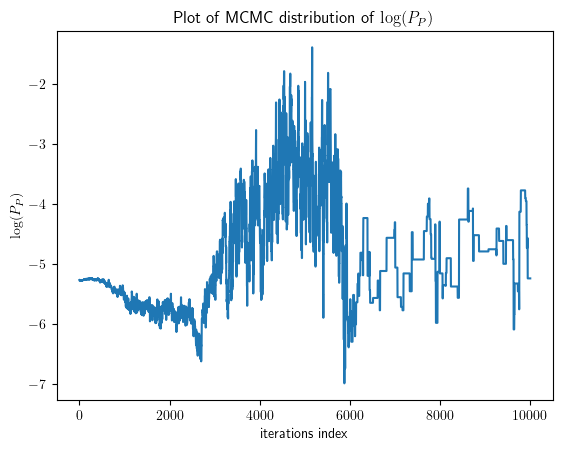 Plot of MCMC distribution of log(P_P)
log(P_P)
−2
−3
−4
−5
−6
−7
0 2000 4000 6000 8000 10000
iterations index